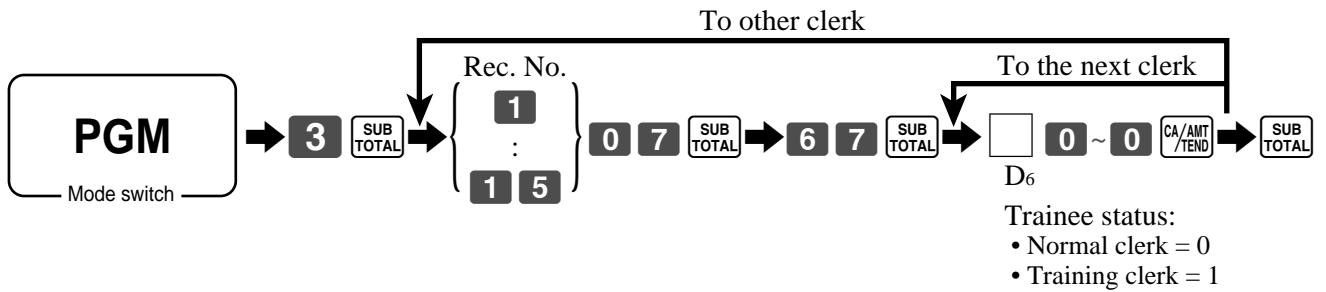 To other clerk
Rec. No.
To the next clerk
PGM
Mode switch
3 SUB TOTAL { 1 : 1 5 } 0 7 SUB TOTAL 6 7 SUB TOTAL 0 ~ 0 CA/AMT /TEND SUB TOTAL
D6
Trainee status:
• Normal clerk = 0
• Training clerk = 1